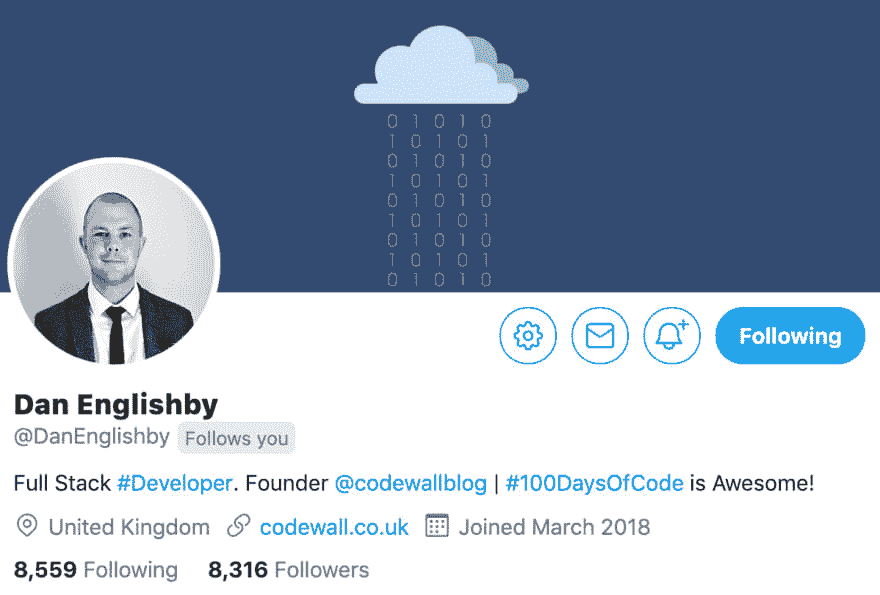 0 1 0 1 0
1 0 1 0 1
0 1 0 1 0
1 0 1 0 1
0 1 0 1 0
1 0 1 0 1
0 1 0 1 0
1 0 1 0 1
0 1 0 1 0
Following
Dan Englishby
@DanEnglishby Follows you
Full Stack #Developer. Founder @codewallblog | #100DaysOfCode is Awesome!
United Kingdom codewall.co.uk Joined March 2018
8,559 Following 8,316 Followers